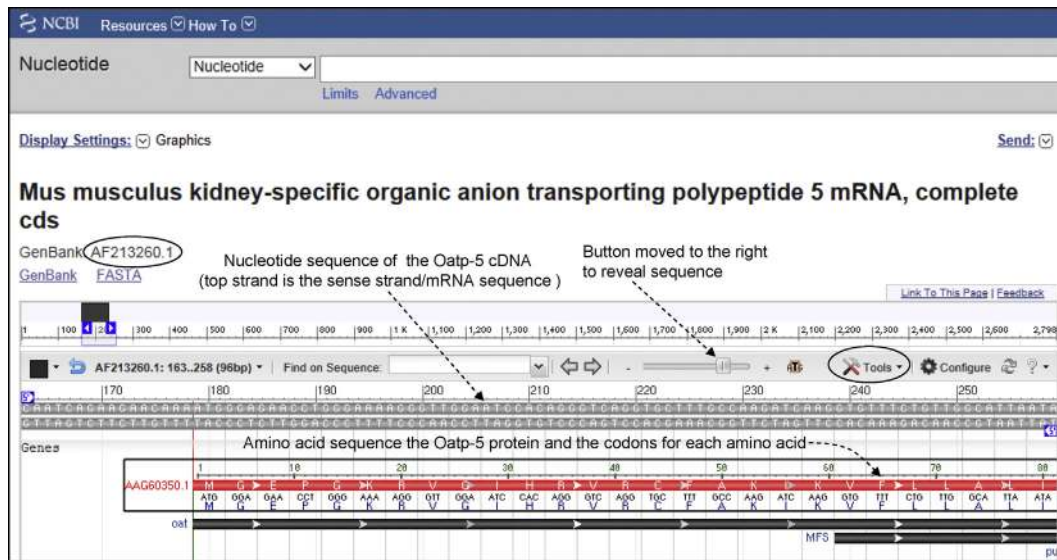 NCBI Resources How To
Nucleotide Nucleotide
Limits Advanced
Display Settings: Graphics Send:
Mus musculus kidney-specific organic anion transporting polypeptide 5 mRNA, complete
cds
GenBank AF213260.1
GenBank FASTA
Nucleotide sequence of the Oatp-5 cDNA
(top strand is the sense strand/mRNA sequence )
Button moved to the right
to reveal sequence
Link To This Page | Feedback
1 100 200 300 400 500 600 700 800 900 1 K 1,100 1,200 1,300 1,400 1,500 1,600 1,700 1,800 1,900 2 K 2,100 2,200 2,300 2,400 2,500 2,600 2,798
AF213260.1: 163..258 (96bp) Find on Sequence: - + Tools Configure ?
170 180 190 200 210 220 230 240 250
Genes
Amino acid sequence the Oatp-5 protein and the codons for each amino acid
1 10 20 30 40 50 60 70 80
AAG60350.1 M G E P G K R V G I H R V R C F A K I K V F L L A L I
ATG GGA GAA CCT GGG AAA AGG GTT GGA ATC CAC AGG GTC AGG TGC TTT GCC AAG ATC AAG GTG TTT CTG TTG GCA TTA ATA
M G E P G K R V G I H R V R C F A K I K V F L L A L I
oat
MFS